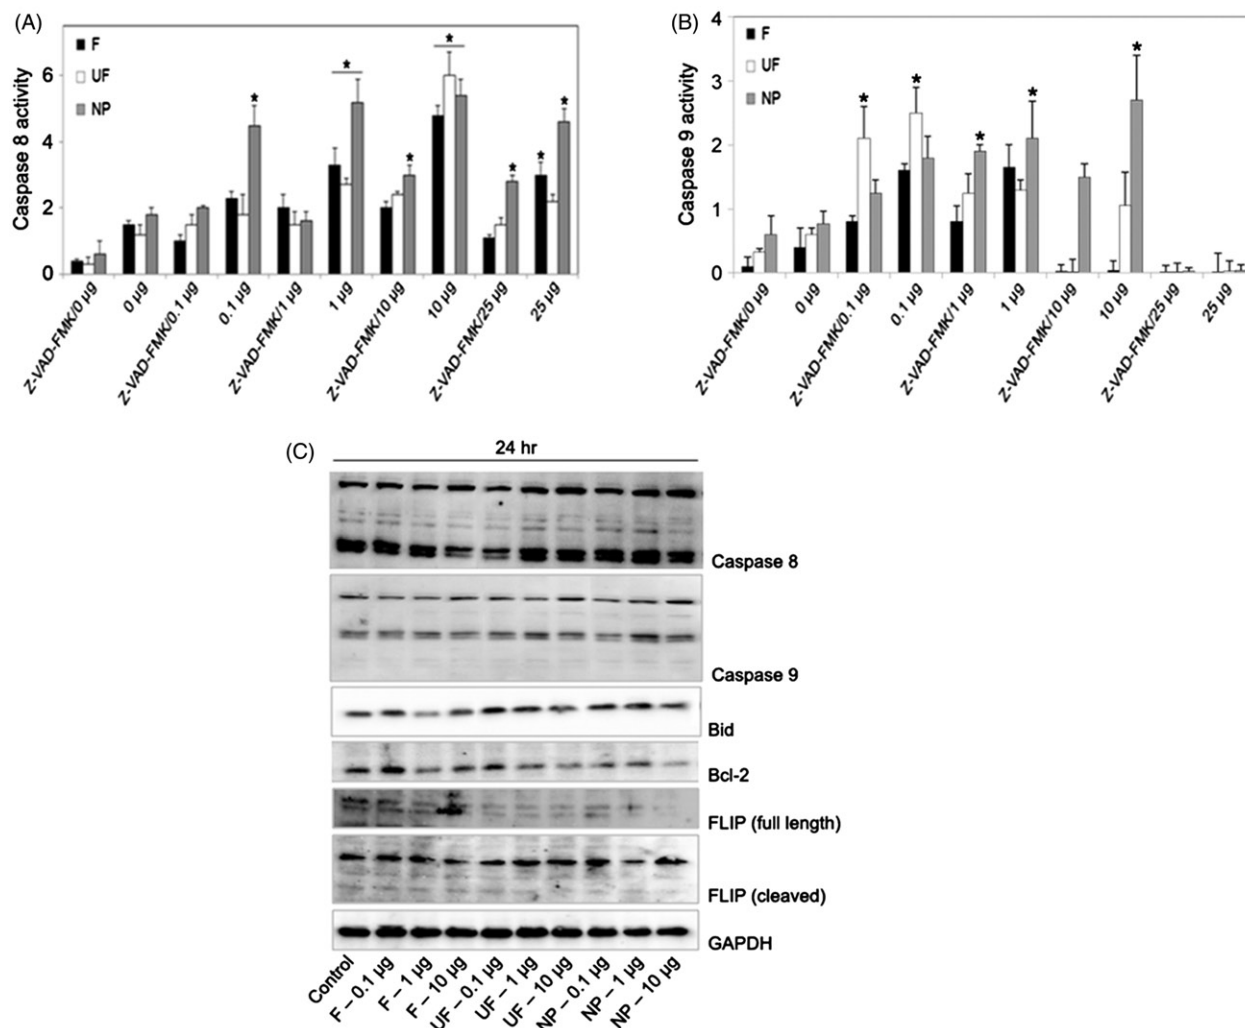 (A)
F
UF
NP
Caspase 8 activity
6
4
2
0
*
*
*
*
*
*
*
Z-VAD-FMK/0 µg
0 µg
Z-VAD-FMK/0.1 µg
0.1 µg
Z-VAD-FMK/1 µg
1 µg
Z-VAD-FMK/10 µg
10 µg
Z-VAD-FMK/25 µg
25 µg
(B)
F
UF
NP
Caspase 9 activity
4
3
2
1
0
*
*
*
*
*
Z-VAD-FMK/0 µg
0 µg
Z-VAD-FMK/0.1 µg
0.1 µg
Z-VAD-FMK/1 µg
1 µg
Z-VAD-FMK/10 µg
10 µg
Z-VAD-FMK/25 µg
25 µg
(C)
24 hr
Caspase 8
Caspase 9
Bid
Bcl-2
FLIP (full length)
FLIP (cleaved)
GAPDH
Control
F – 0.1 µg
F – 1 µg
F – 10 µg
UF – 0.1 µg
UF – 1 µg
UF – 10 µg
NP – 0.1 µg
NP – 1 µg
NP – 10 µg